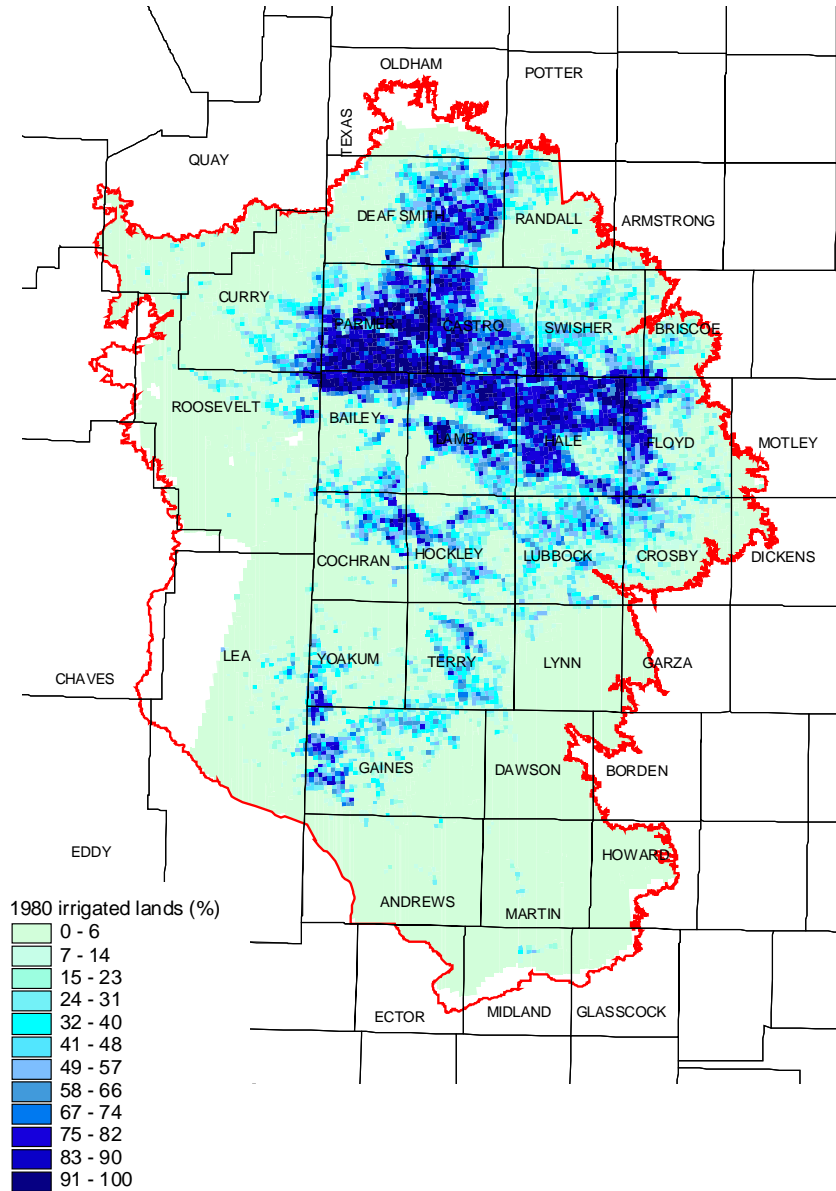 OLDHAM
POTTER
TEXAS
QUAY
DEAF SMITH
RANDALL
ARMSTRONG
CURRY
PARMER
CASTRO
SWISHER
BRISCOE
ROOSEVELT
BAILEY
LAMB
HALE
FLOYD
MOTLEY
COCHRAN
HOCKLEY
LUBBOCK
CROSBY
DICKENS
CHAVES
LEA
YOAKUM
TERRY
LYNN
GARZA
GAINES
DAWSON
BORDEN
EDDY
HOWARD
ANDREWS
MARTIN
ECTOR
MIDLAND
GLASSCOCK
1980 irrigated lands (%)
0 - 6
7 - 14
15 - 23
24 - 31
32 - 40
41 - 48
49 - 57
58 - 66
67 - 74
75 - 82
83 - 90
91 - 100